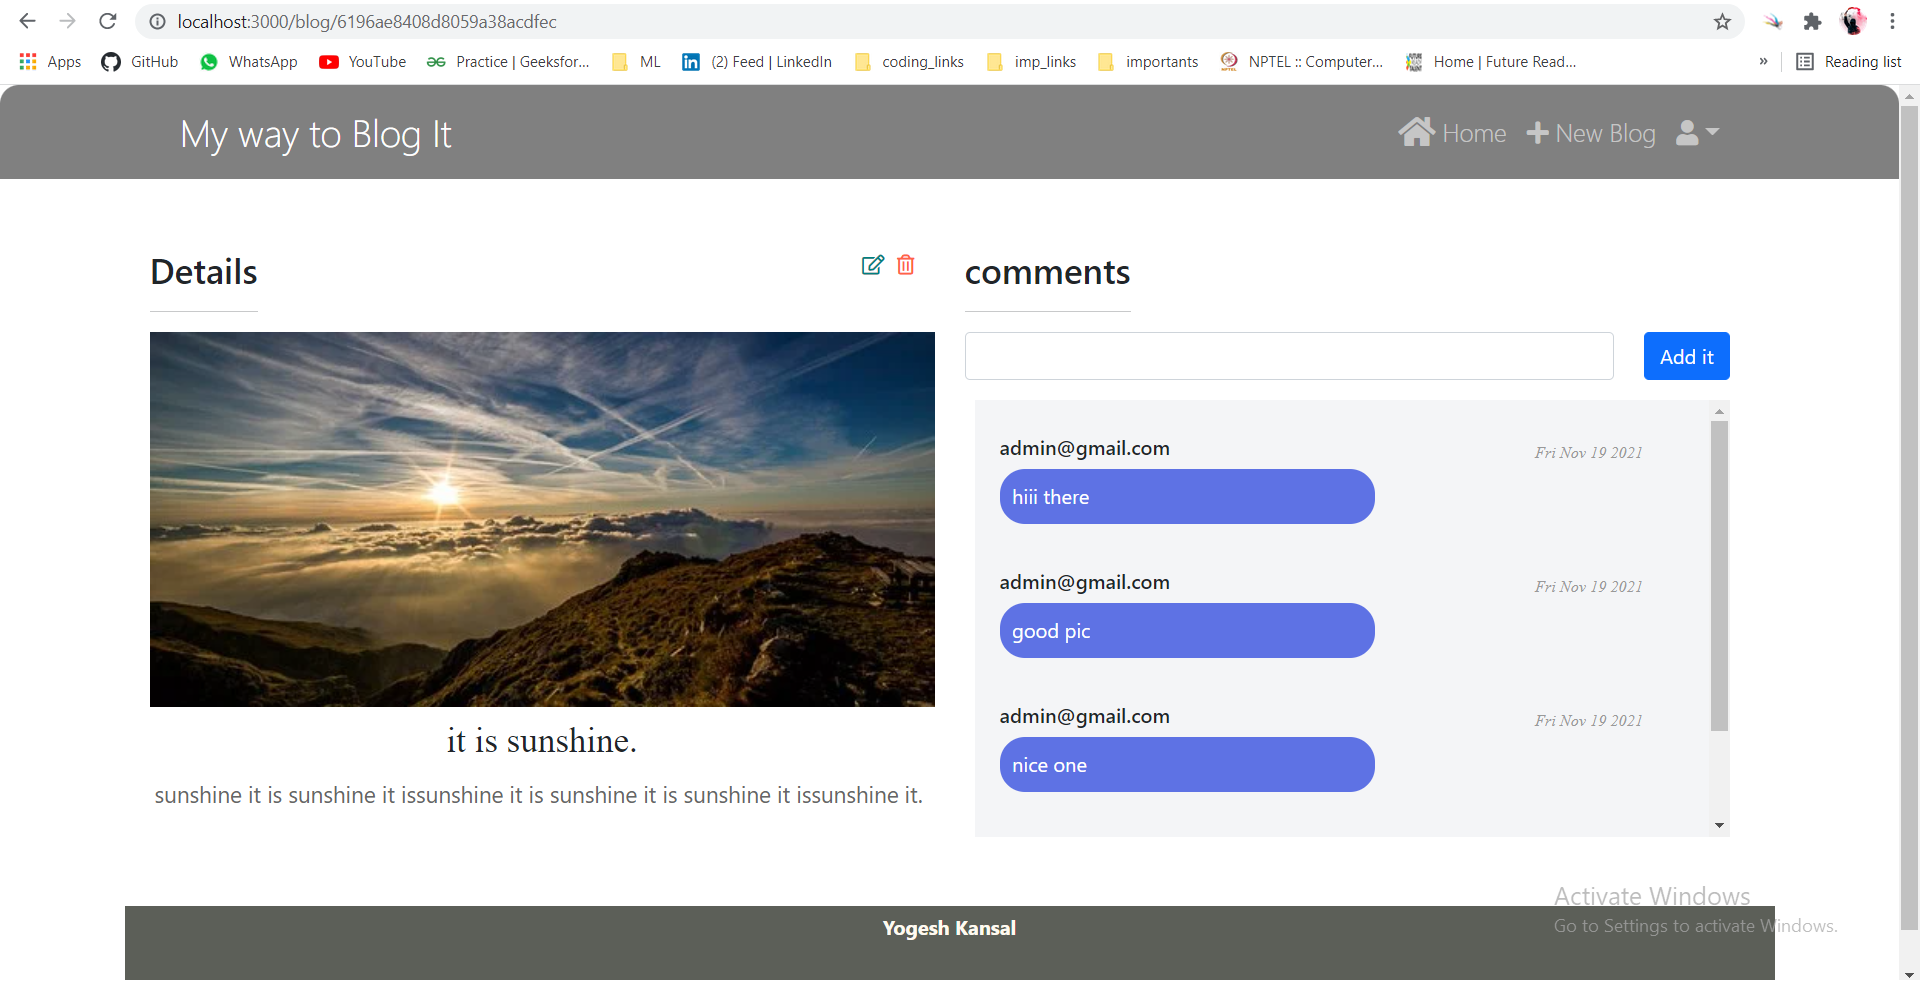 localhost:3000/blog/6196ae8408d8059a38acdfec
Apps GitHub WhatsApp YouTube Practice | Geeksfor... ML (2) Feed | LinkedIn coding_links imp_links importants NPTEL :: Computer... Home | Future Read... » Reading list
My way to Blog It Home New Blog
Details
comments
Add it
admin@gmail.com Fri Nov 19 2021
hiii there
admin@gmail.com Fri Nov 19 2021
good pic
admin@gmail.com Fri Nov 19 2021
nice one
it is sunshine.
sunshine it is sunshine it issunshine it is sunshine it is sunshine it issunshine it.
Activate Windows
Go to Settings to activate Windows.
Yogesh Kansal